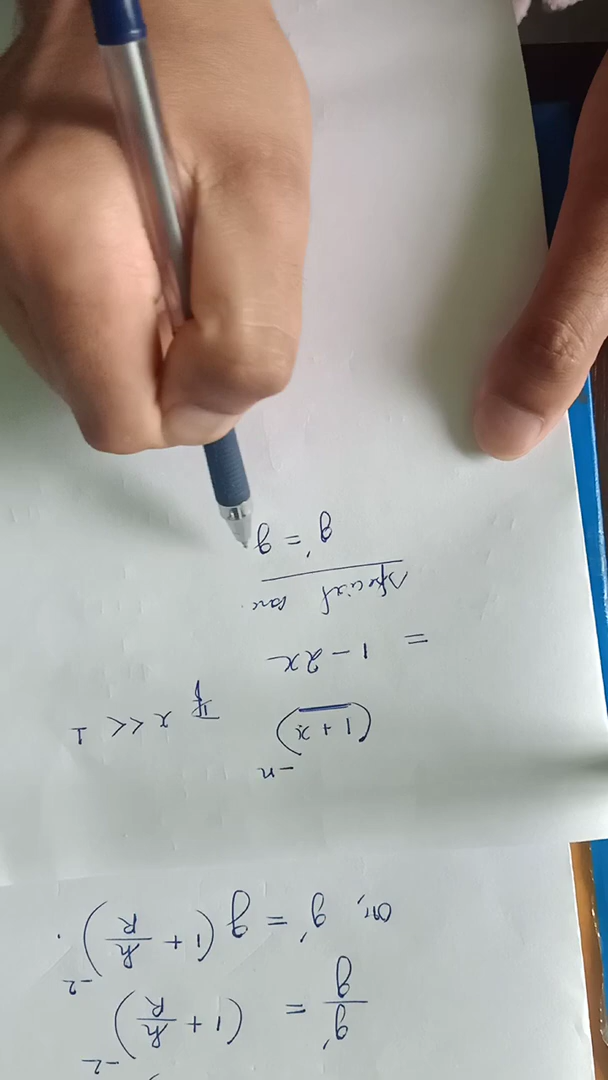 g'/g = (1 + h/R)^-2
or, g' = g (1 + h/R)^-2 .
(1 + x)^-n If x << 1
= 1 - 2x
Special case.
g' = g